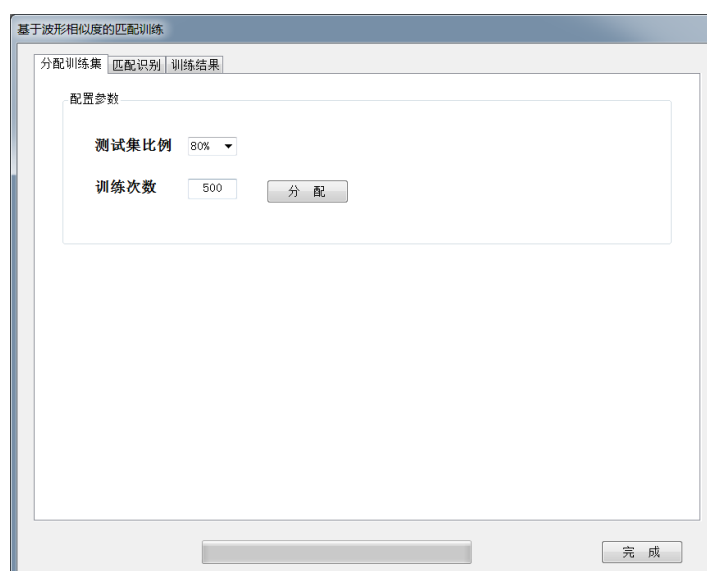 基于波形相似度的匹配训练
分配训练集 匹配识别 训练结果
配置参数
测试集比例 80%
训练次数 500 分 配
完 成